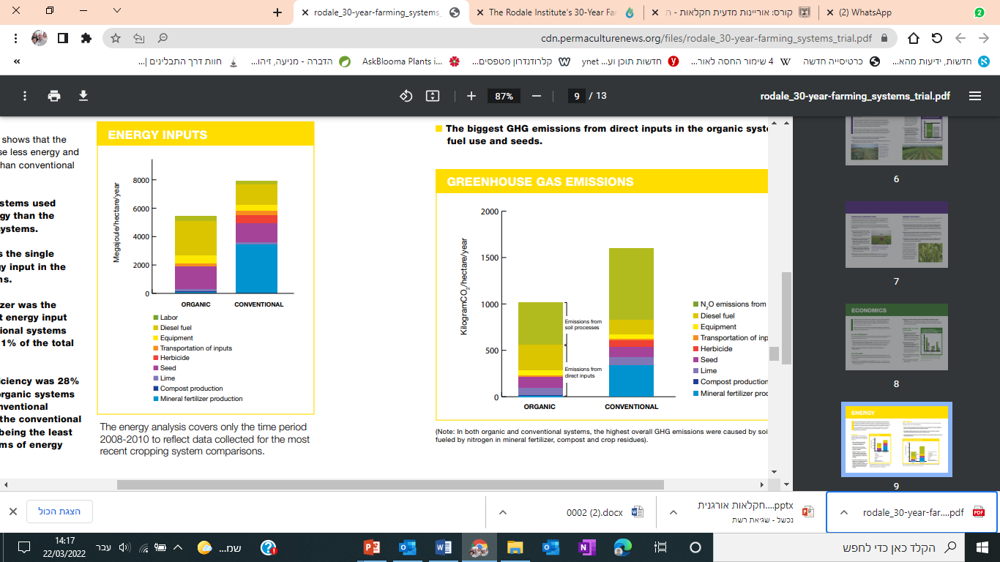 rodale_30-year-farming_systems_
The Rodale Institute's 30-Year Fa
קורס: אוריינות מדעית חקלאות - ה
(2) WhatsApp
2
cdn.permaculturenews.org/files/rodale_30-year-farming_systems_trial.pdf
חדשות, ידיעות מהא...
כרטיסייה חדשה
4 שימור החסה לאור...
חדשות תוכן וע... ynet
קלרודנדרון מטפסים...
AskBlooma Plants i...
הדברה - מניעה, זיהו...
חוות דרך התבלינים |...
87%
9 / 13
rodale_30-year-farming_systems_trial.pdf
shows that the
se less energy and
han conventional
stems used
gy than the
ystems.
s the single
y input in the
ns.
zer was the
t energy input
ional systems
1% of the total
iciency was 28%
organic systems
nventional
the conventional
being the least
ms of energy
ENERGY INPUTS
Megajoule/hectare/year
8000
6000
4000
2000
0
ORGANIC
CONVENTIONAL
Labor
Diesel fuel
Equipment
Transportation of inputs
Herbicide
Seed
Lime
Compost production
Mineral fertilizer production
The energy analysis covers only the time period
2008-2010 to reflect data collected for the most
recent cropping system comparisons.
The biggest GHG emissions from direct inputs in the organic syste
fuel use and seeds.
GREENHOUSE GAS EMISSIONS
KilogramCO2/hectare/year
2000
1500
1000
500
0
Emissions from
soil processes
Emissions from
direct inputs
ORGANIC
CONVENTIONAL
N2O emissions from
Diesel fuel
Equipment
Transportation of inp
Herbicide
Seed
Lime
Compost production
Mineral fertilizer proc
(Note: In both organic and conventional systems, the highest overall GHG emissions were caused by soi
fueled by nitrogen in mineral fertilizer, compost and crop residues).
6
7
ECONOMICS
8
ENERGY
9
הצגת הכול
0002 (2).docx
חקלאות אורגנית....pptx
נכשל - שגיאת רשת
rodale_30-year-far....pdf
14:17
22/03/2022
עבר
שמ...
הקלד כאן כדי לחפש